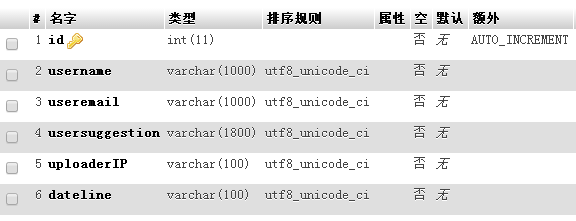 # 名字 类型 排序规则 属性 空 默认 额外
1 id int(11) 否 无 AUTO_INCREMENT
2 username varchar(1000) utf8_unicode_ci 否 无
3 useremail varchar(1000) utf8_unicode_ci 否 无
4 usersuggestion varchar(1800) utf8_unicode_ci 否 无
5 uploaderIP varchar(100) utf8_unicode_ci 否 无
6 dateline varchar(100) utf8_unicode_ci 否 无